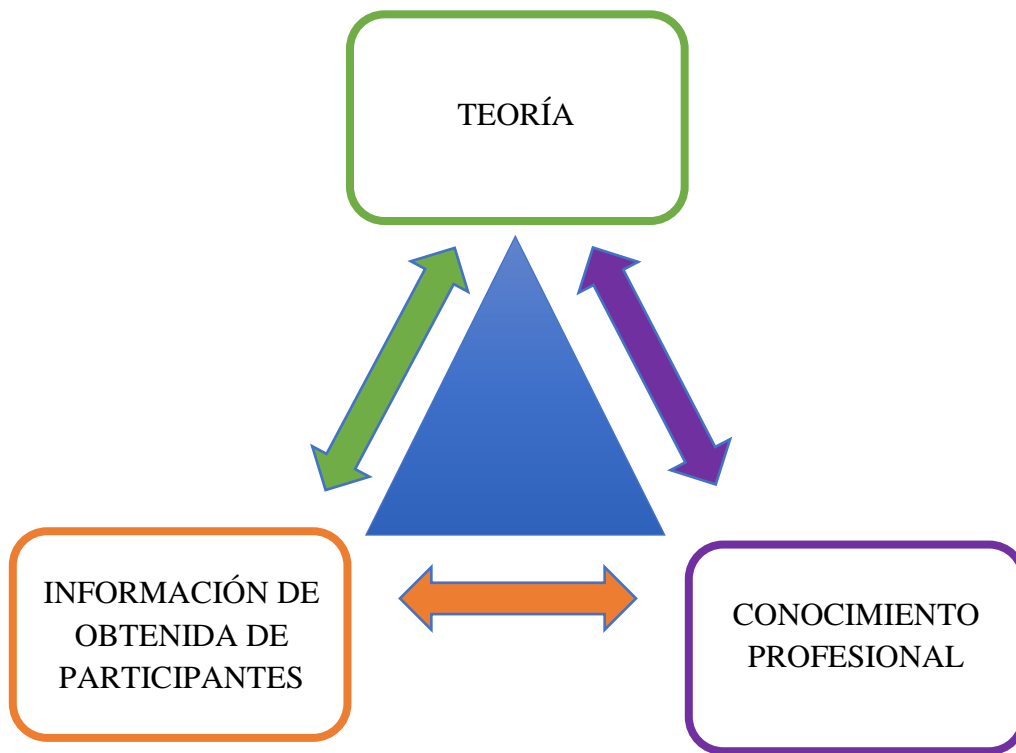 TEORÍA
INFORMACIÓN DE
OBTENIDA DE
PARTICIPANTES
CONOCIMIENTO
PROFESIONAL